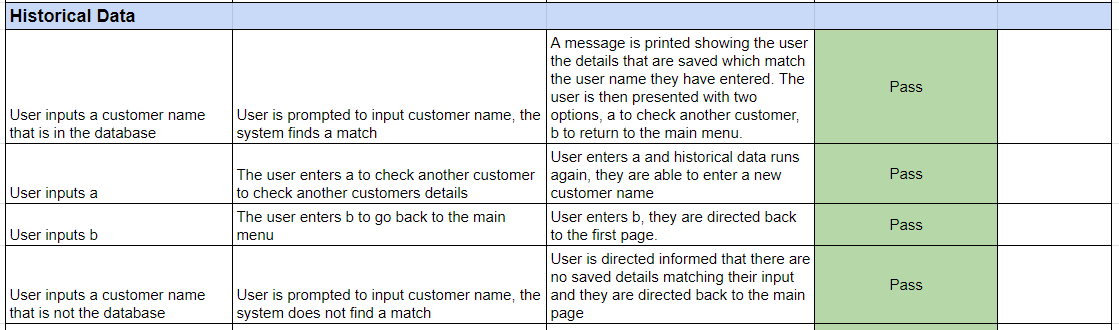 Historical Data
User inputs a customer name
that is in the database
User is prompted to input customer name, the
system finds a match
A message is printed showing the user
the details that are saved which match
the user name they have entered. The
user is then presented with two
options, a to check another customer,
b to return to the main menu.
Pass
User inputs a
The user enters a to check another customer
to check another customers details
User enters a and historical data runs
again, they are able to enter a new
customer name
Pass
User inputs b
The user enters b to go back to the main
menu
User enters b, they are directed back
to the first page.
Pass
User inputs a customer name
that is not the database
User is prompted to input customer name, the
system does not find a match
User is directed informed that there are
no saved details matching their input
and they are directed back to the main
page
Pass